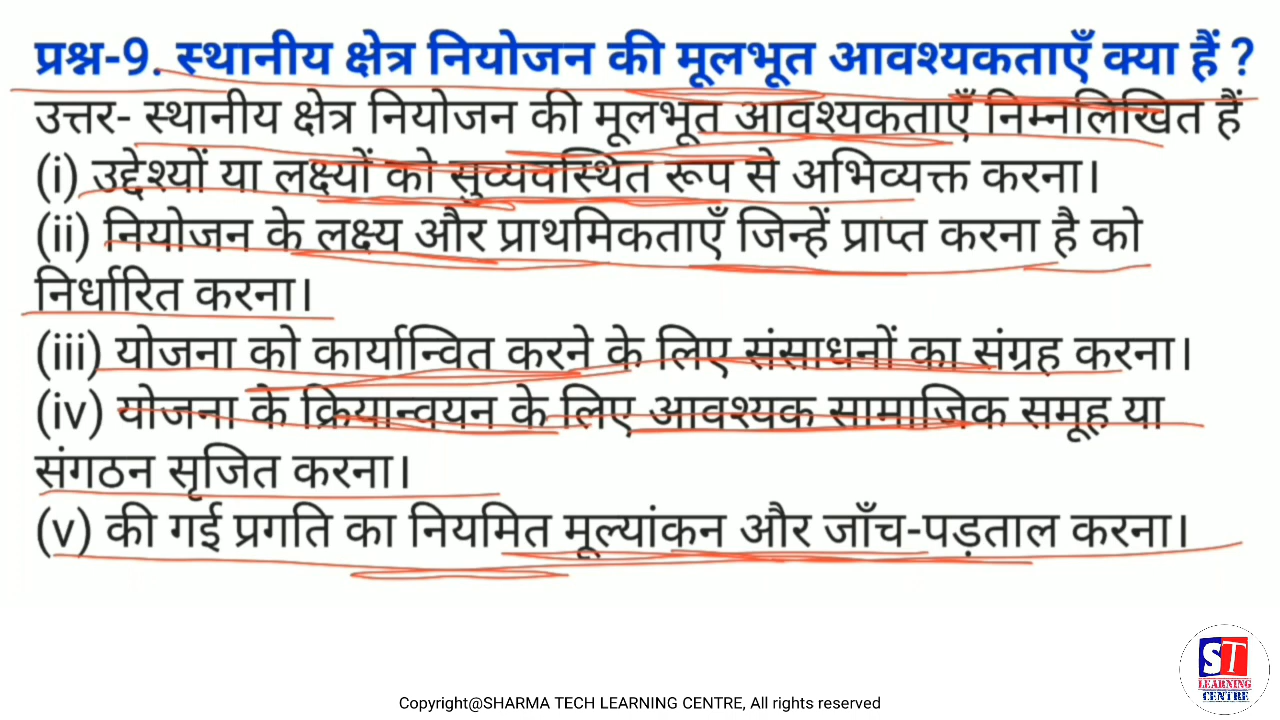 प्रश्न-9. स्थानीय क्षेत्र नियोजन की मूलभूत आवश्यकताएँ क्या हैं ?
उत्तर- स्थानीय क्षेत्र नियोजन की मूलभूत आवश्यकताएँ निम्नलिखित हैं
(i) उद्देश्यों या लक्ष्यों को सुव्यवस्थित रूप से अभिव्यक्त करना।
(ii) नियोजन के लक्ष्य और प्राथमिकताएँ जिन्हें प्राप्त करना है को
निर्धारित करना।
(iii) योजना को कार्यान्वित करने के लिए संसाधनों का संग्रह करना।
(iv) योजना के क्रियान्वयन के लिए आवश्यक सामाजिक समूह या
संगठन सृजित करना।
(v) की गई प्रगति का नियमित मूल्यांकन और जाँच-पड़ताल करना।
ST
LEARNING
CENTRE
Copyright@SHARMA TECH LEARNING CENTRE, All rights reserved